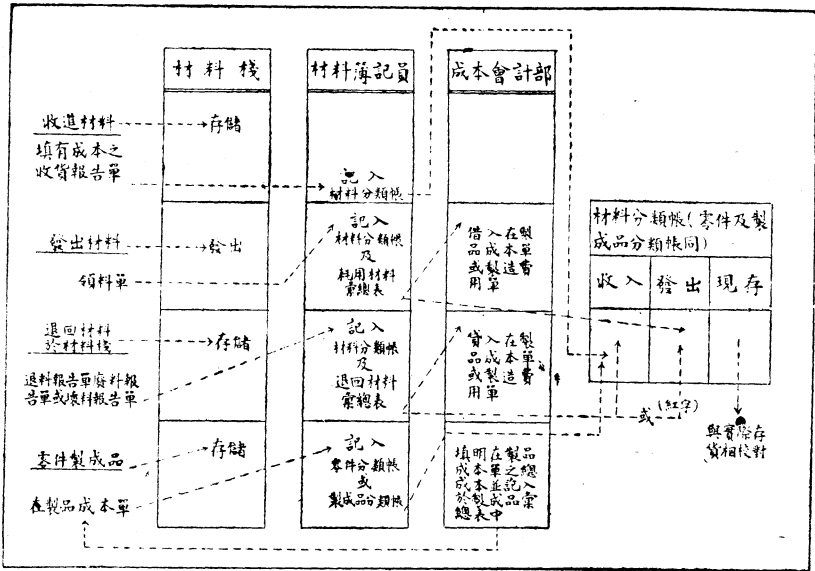 材料棧
材料簿記員
成本會計部
收進材料
存儲
填有成本之
收貨報告單
記入
材料分類帳
發出材料
發出
領料單
記入
材料分類帳
及
耗用材料
彙總表
借入在製
品成本單
或製造費
用單
退回材料
於材料棧
存儲
退料報告單廢料報
告單或壞料報告單
記入
材料分類帳
及
退回材料
彙總表
貸入在製
品成本單
或製造費
用單
零件製成品
存儲
在製品成本單
記入
零件分類帳
或
製成品分類帳
填明在製品
成本單之總
成本並記入
於製成品彙
總表中
材料分類帳(零件及製
成品分類帳同)
收入
發出
現存
或
(紅字)
與實際存
貨相校對